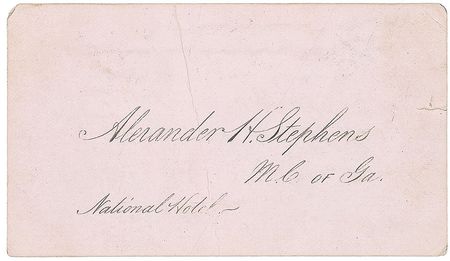 Alexander H. Stephens
M.C. OF Ga.
National Hotel